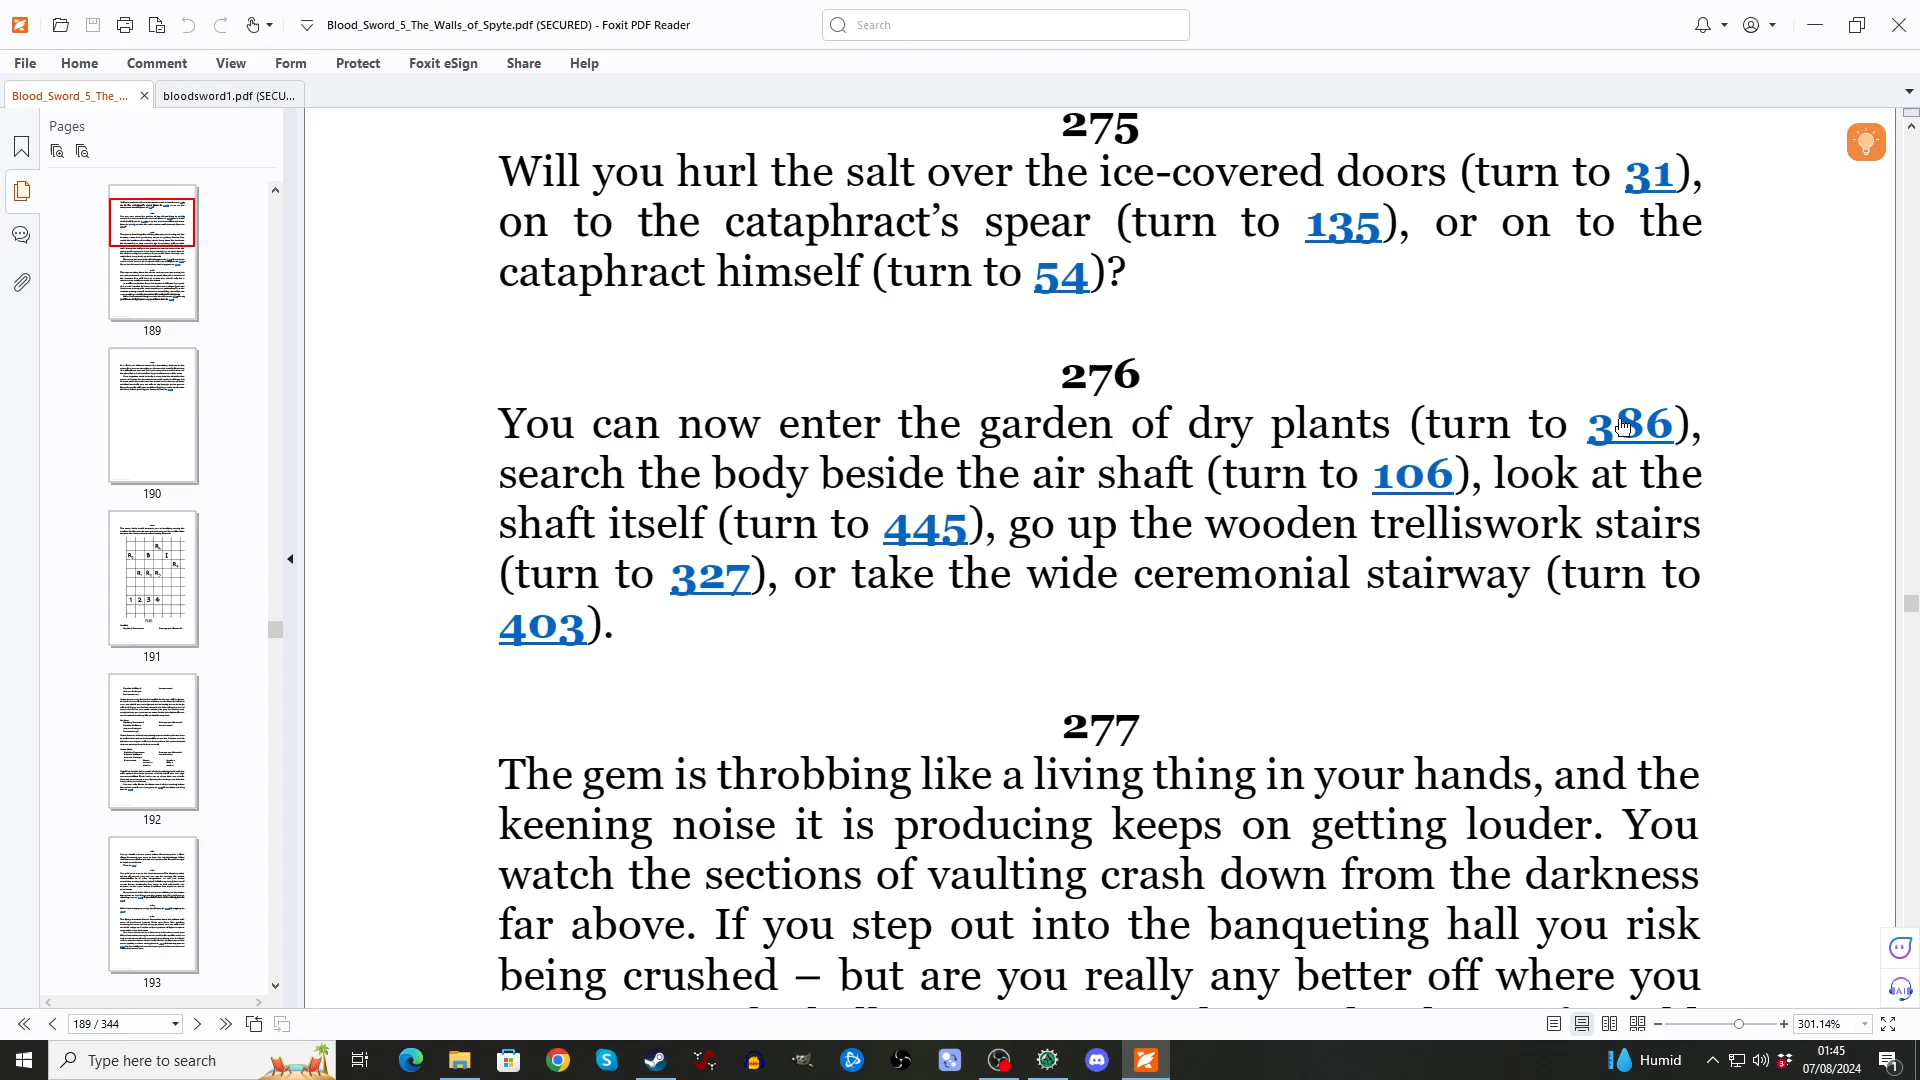 Blood_Sword_5_The_Walls_of_Spyte.pdf (SECURED) - Foxit PDF Reader
Search
File Home Comment View Form Protect Foxit eSign Share Help
Blood_Sword_5_The_...
bloodsword1.pdf (SECU...
Pages
189
190
191
192
193
275
Will you hurl the salt over the ice-covered doors (turn to 31),
on to the cataphract’s spear (turn to 135), or on to the
cataphract himself (turn to 54)?
276
You can now enter the garden of dry plants (turn to 386),
search the body beside the air shaft (turn to 106), look at the
shaft itself (turn to 445), go up the wooden trelliswork stairs
(turn to 327), or take the wide ceremonial stairway (turn to
403).
277
The gem is throbbing like a living thing in your hands, and the
keening noise it is producing keeps on getting louder. You
watch the sections of vaulting crash down from the darkness
far above. If you step out into the banqueting hall you risk
being crushed – but are you really any better off where you
189 / 344
301.14%
Type here to search
Humid
01:45
07/08/2024